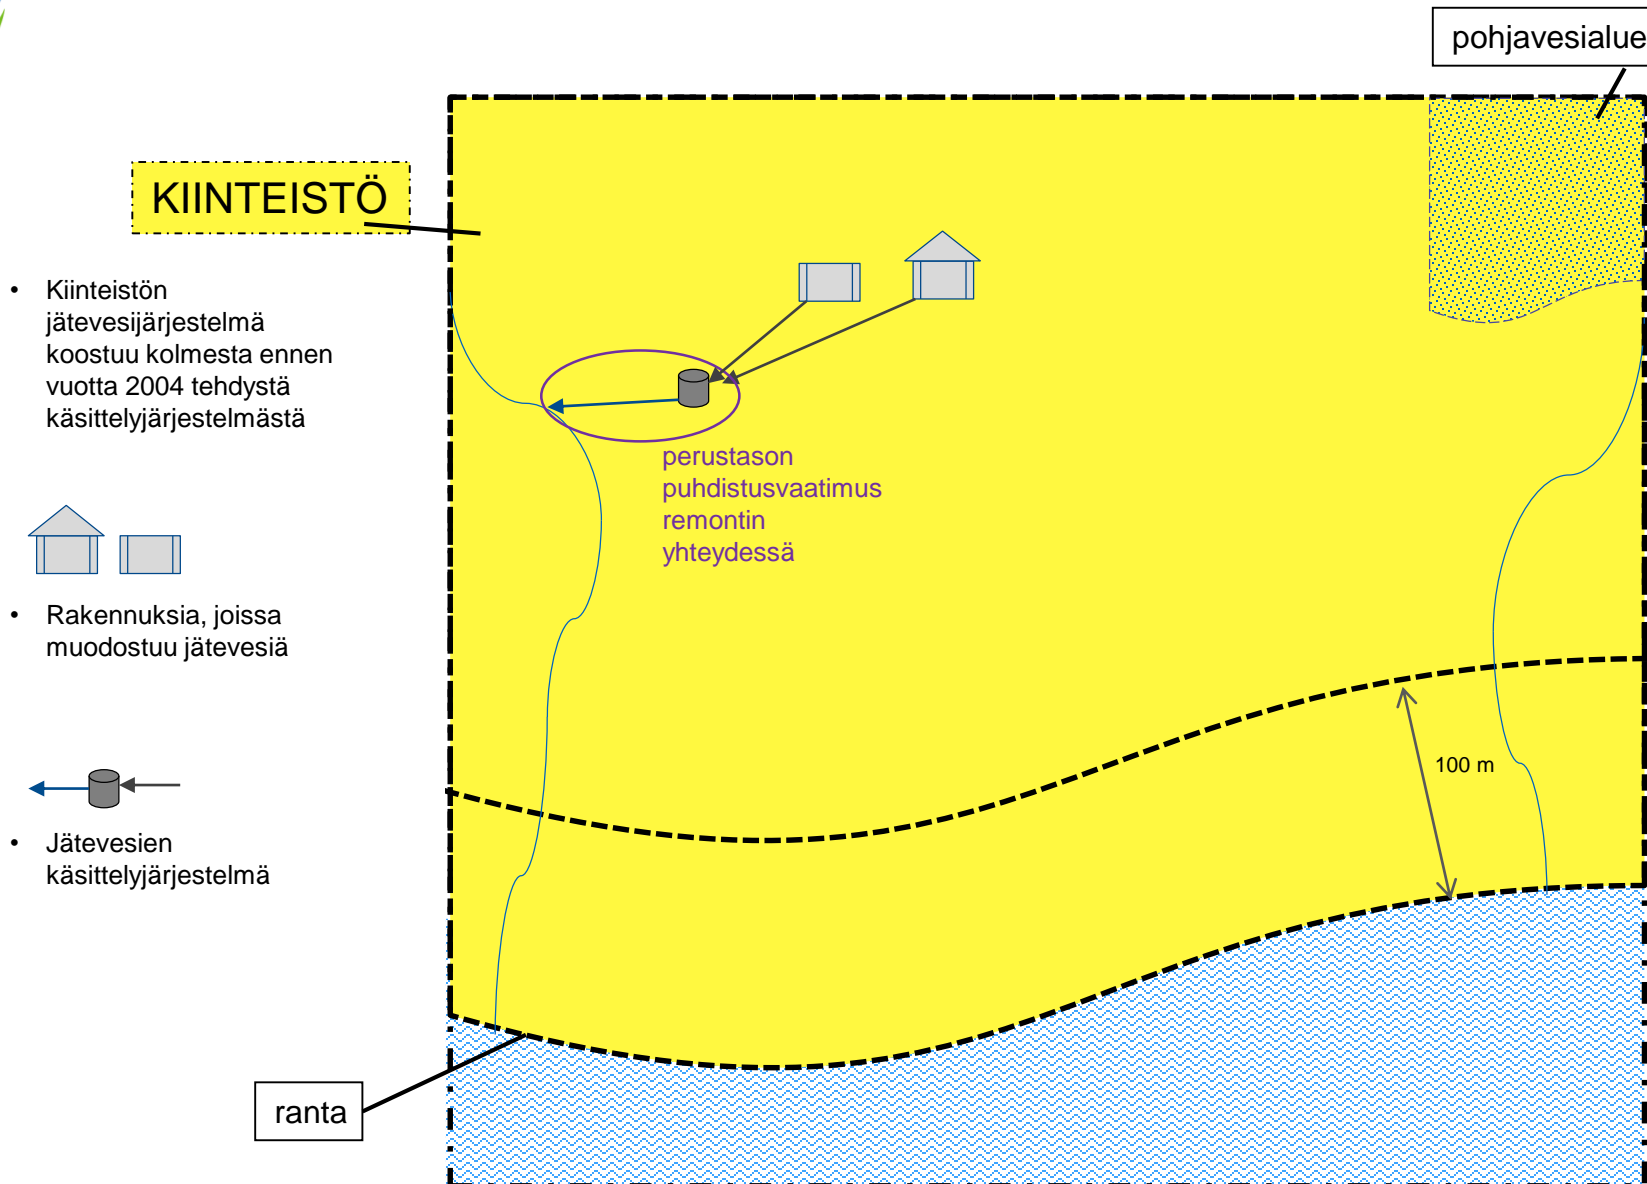 pohjavesialue
KIINTEISTÖ
• Kiinteistön
jätevesijärjestelmä
koostuu kolmesta ennen
vuotta 2004 tehdystä
käsittelyjärjestelmästä
perustason
puhdistusvaatimus
remontin
yhteydessä
• Rakennuksia, joissa
muodostuu jätevesiä
100 m
• Jätevesien
käsittelyjärjestelmä
ranta